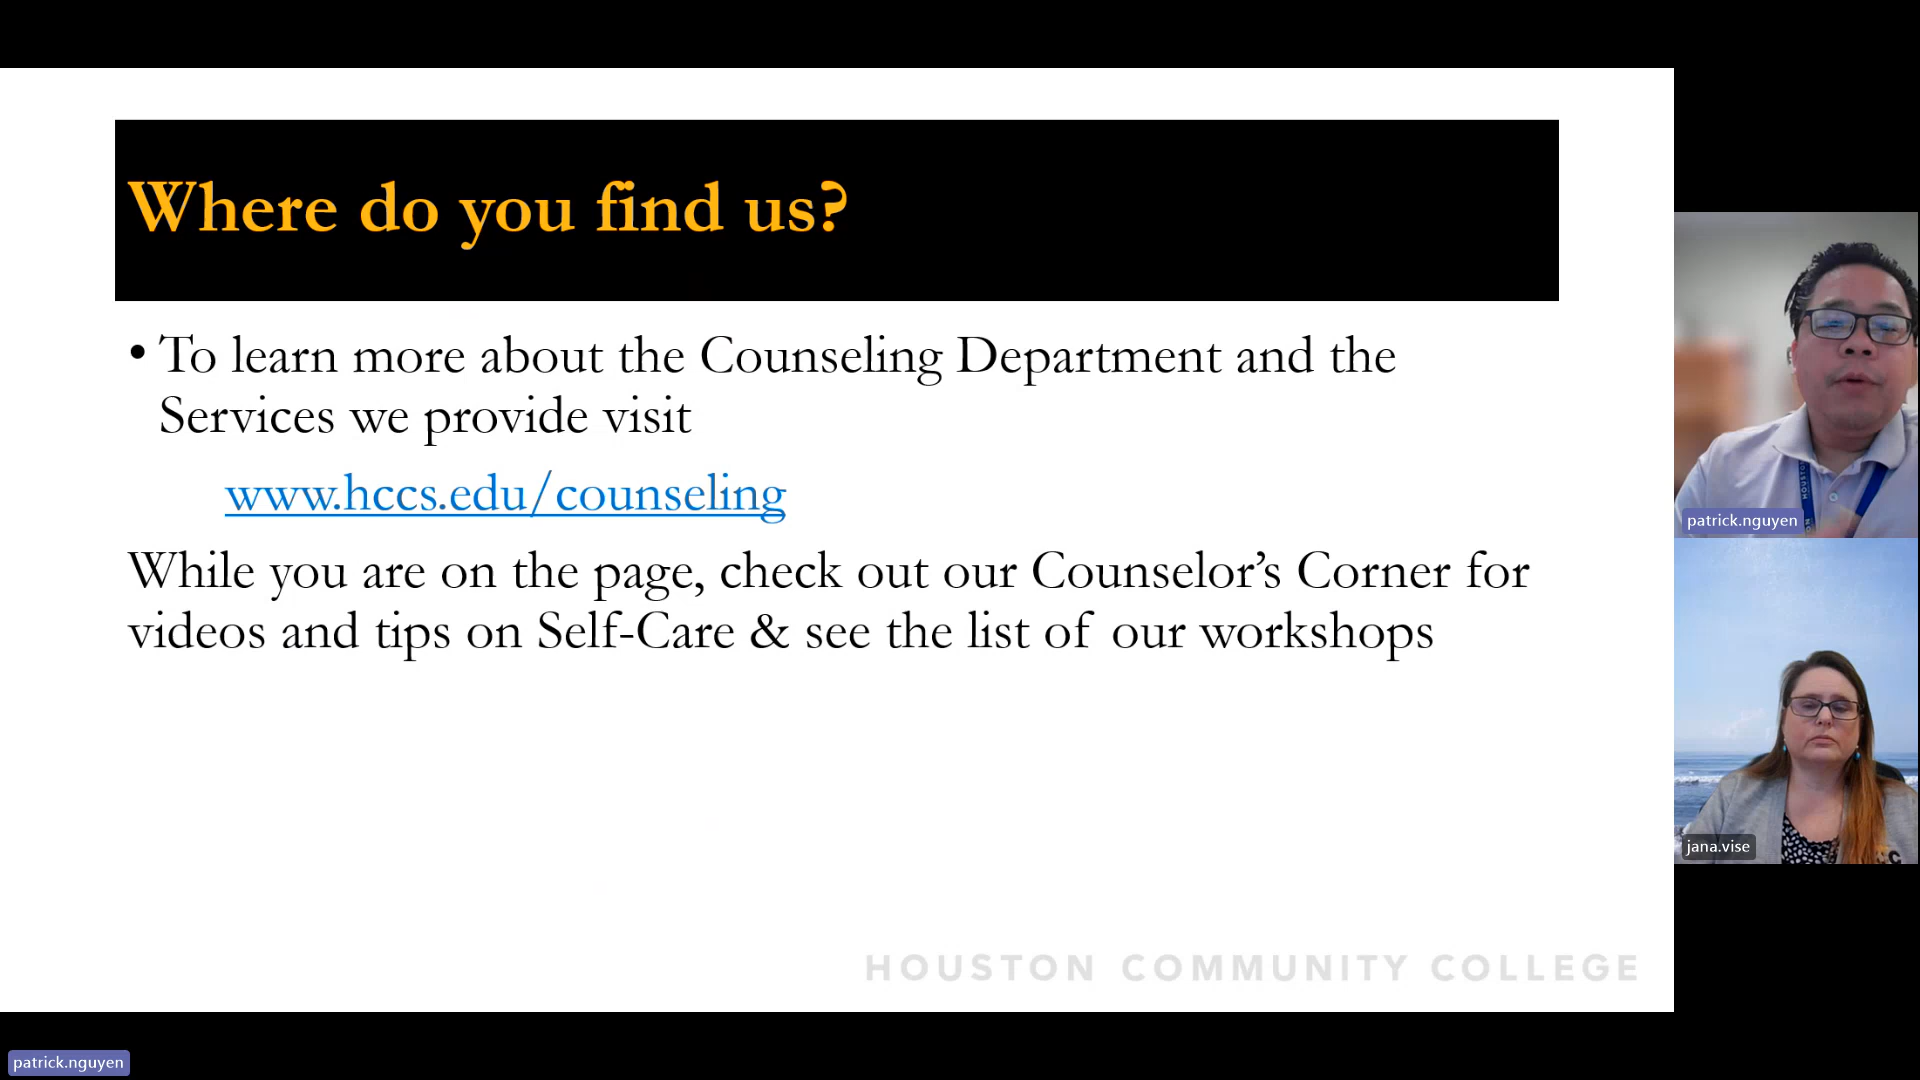 Where do you find us?
• To learn more about the Counseling Department and the
Services we provide visit
www.hccs.edu/counseling
While you are on the page, check out our Counselor’s Corner for
videos and tips on Self-Care & see the list of our workshops
HOUSTON COMMUNITY COLLEGE
patrick.nguyen
jana.vise
patrick.nguyen